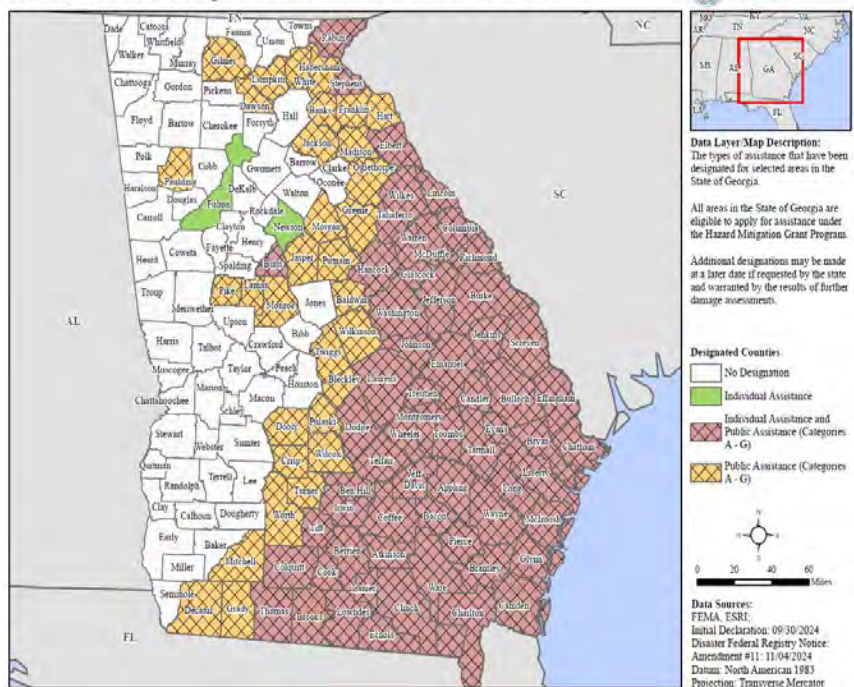 TN
NC
SC
AL
FL
Dade
Catoosa
Fannin
Towns
Rabun
Whitfield
Union
Walker
Murray
Gilmer
Habersham
White
Lumpkin
Stephens
Chattooga
Gordon
Pickens
Dawson
Banks
Franklin
Hart
Hall
Floyd
Bartow
Cherokee
Forsyth
Jackson
Madison
Elbert
Polk
Cobb
Gwinnett
Barrow
Clarke
Oglethorpe
Paulding
Oconee
Haralson
Douglas
Fulton
DeKalb
Walton
Wilkes
Lincoln
Carroll
Rockdale
Greene
Taliaferro
Clayton
Newton
Morgan
Columbia
Henry
Warren
McDuffie
Coweta
Fayette
Richmond
Heard
Spalding
Butts
Jasper
Putnam
Hancock
Glascock
Troup
Pike
Lamar
Burke
Meriwether
Monroe
Jones
Baldwin
Jefferson
Washington
Upson
Harris
Bibb
Wilkinson
Jenkins
Screven
Talbot
Crawford
Twiggs
Johnson
Emanuel
Muscogee
Taylor
Peach
Bleckley
Laurens
Marion
Macon
Houston
Treutlen
Candler
Bulloch
Effingham
Chattahoochee
Schley
Dooly
Pulaski
Montgomery
Stewart
Dodge
Wheeler
Toombs
Evans
Bryan
Chatham
Webster
Sumter
Wilcox
Tattnall
Quitman
Crisp
Telfair
Randolph
Terrell
Lee
Turner
Ben Hill
Jeff
Davis
Appling
Liberty
Long
Clay
Calhoun
Dougherty
Worth
Irwin
Coffee
Bacon
Wayne
McIntosh
Early
Tift
Baker
Pierce
Mitchell
Berrien
Atkinson
Miller
Colquitt
Cook
Brantley
Glynn
Seminole
Lanier
Ware
Decatur
Grady
Thomas
Brooks
Lowndes
Clinch
Charlton
Camden
Echols
MO
KY
VA
TN
NC
AR
SC
MS
AL
GA
LA
FL
Data Layer/Map Description:
The types of assistance that have been
designated for selected areas in the
State of Georgia.
All areas in the State of Georgia are
eligible to apply for assistance under
the Hazard Mitigation Grant Program.
Additional designations may be made
at a later date if requested by the state
and warranted by the results of further
damage assessments.
Designated Counties
No Designation
Individual Assistance
Individual Assistance and
Public Assistance (Categories
A - G)
Public Assistance (Categories
A - G)
N
W
E
S
0 20 40 60
Miles
Data Sources:
FEMA, ESRI;
Initial Declaration: 09/30/2024
Disaster Federal Registry Notice:
Amendment #11: 11/04/2024
Datum: North American 1983
Projection: Transverse Mercator